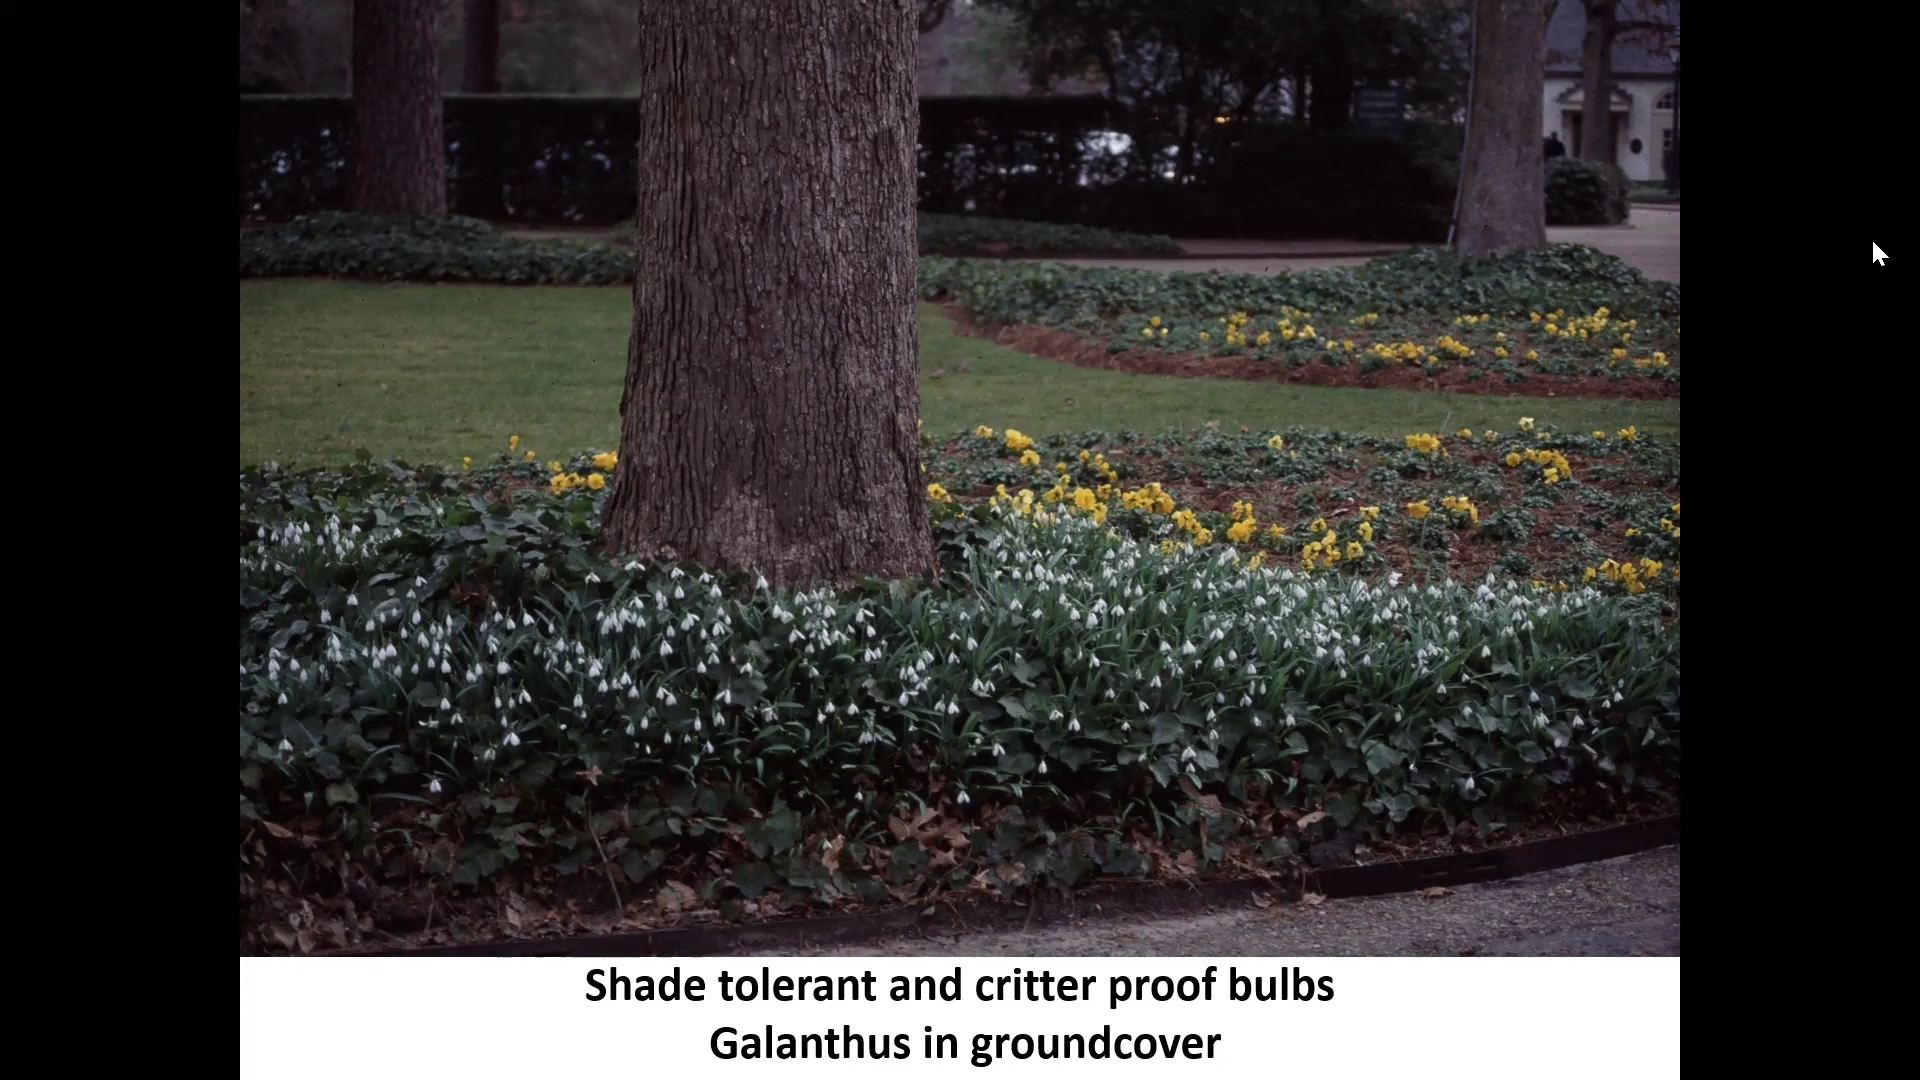 Shade tolerant and critter proof bulbs
Galanthus in groundcover